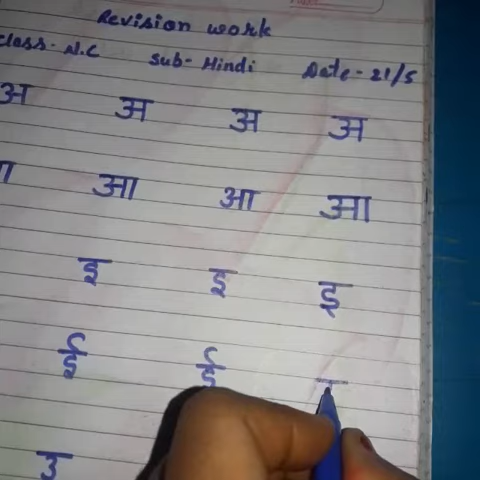 Revision work
Class- N.C Sub- Hindi Date- 21/5
अ अ अ अ
आ आ आ
इ इ इ
ई ई
उ